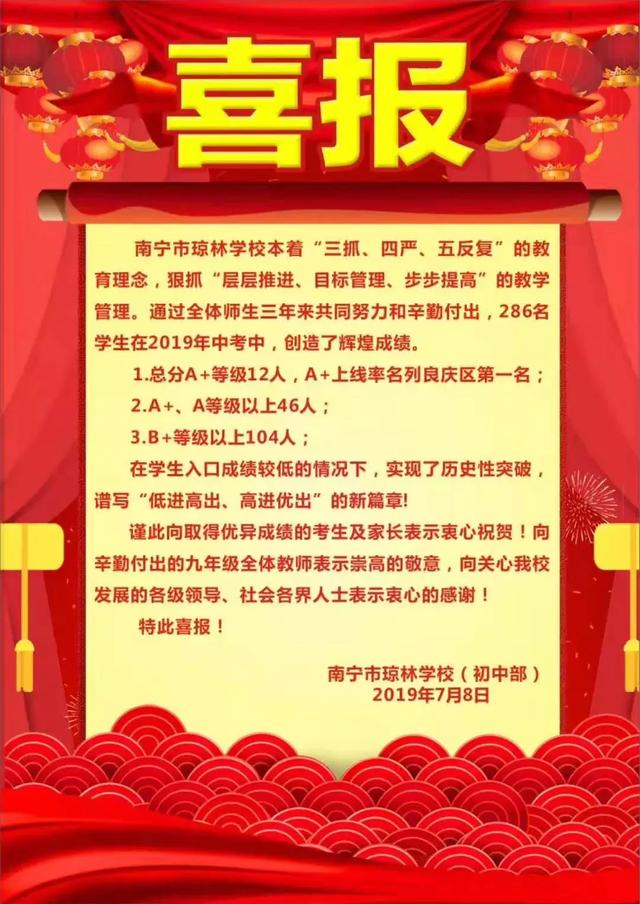 喜报
南宁市琼林学校本着“三抓、四严、五反复”的教
育理念，狠抓“层层推进、目标管理、步步提高”的教学
管理。通过全体师生三年来共同努力和辛勤付出，286名
学生在2019年中考中，创造了辉煌成绩。
1.总分A+等级12人，A+上线率名列良庆区第一名；
2.A+、A等级以上46人；
3.B+等级以上104人；
在学生入口成绩较低的情况下，实现了历史性突破，
谱写“低进高出、高进优出”的新篇章!
谨此向取得优异成绩的考生及家长表示衷心祝贺！向
辛勤付出的九年级全体教师表示崇高的敬意，向关心我校
发展的各级领导、社会各界人士表示衷心的感谢！
特此喜报！
南宁市琼林学校（初中部）
2019年7月8日